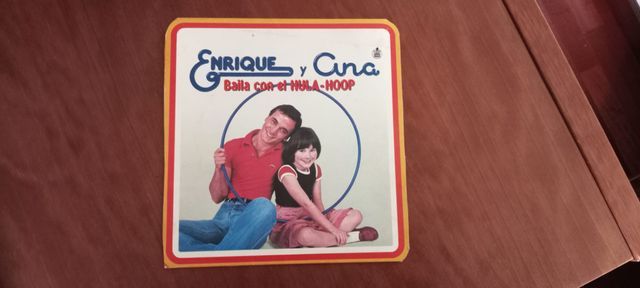 ENRIQUE y Ana
Baila con el HULA-HOOP